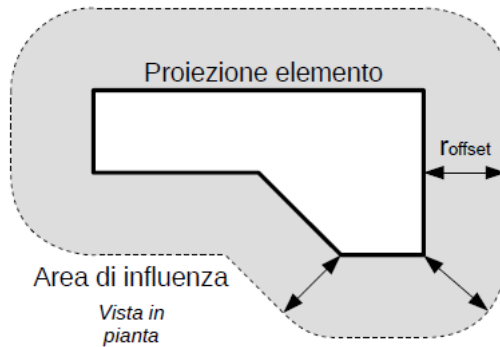 Proiezione elemento
roffset
Area di influenza
Vista in
pianta